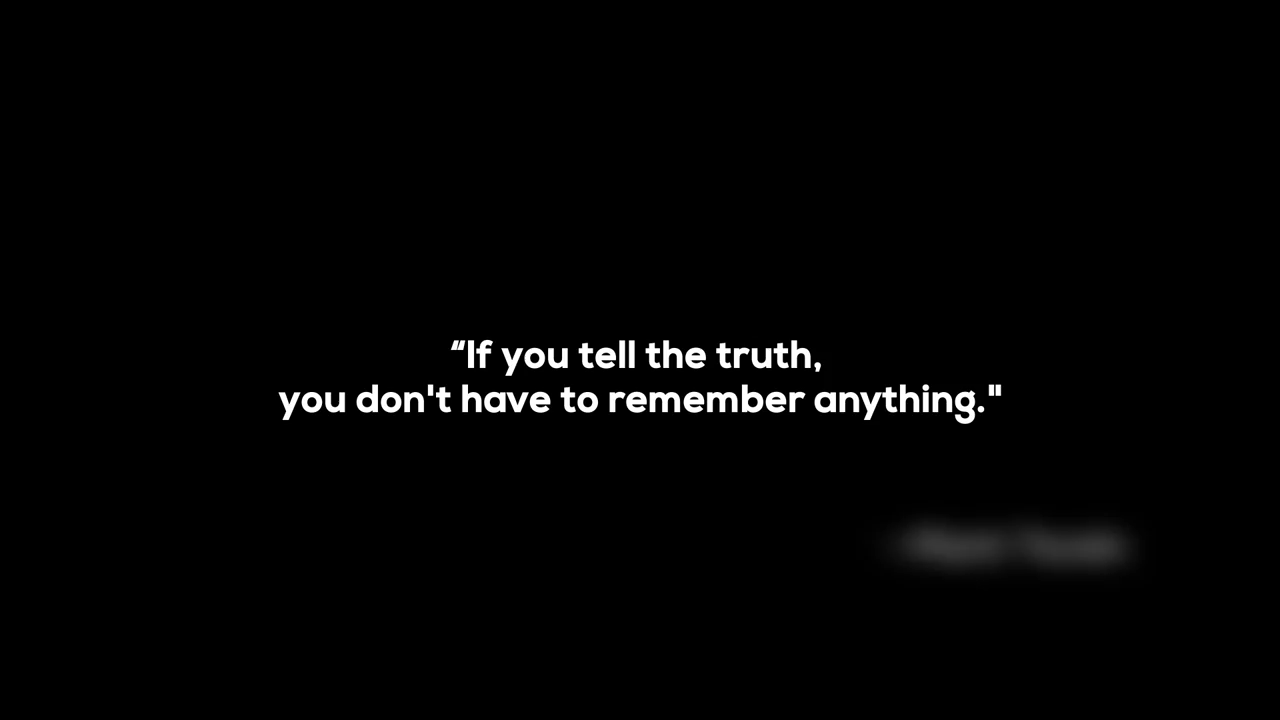 “If you tell the truth,
you don't have to remember anything."